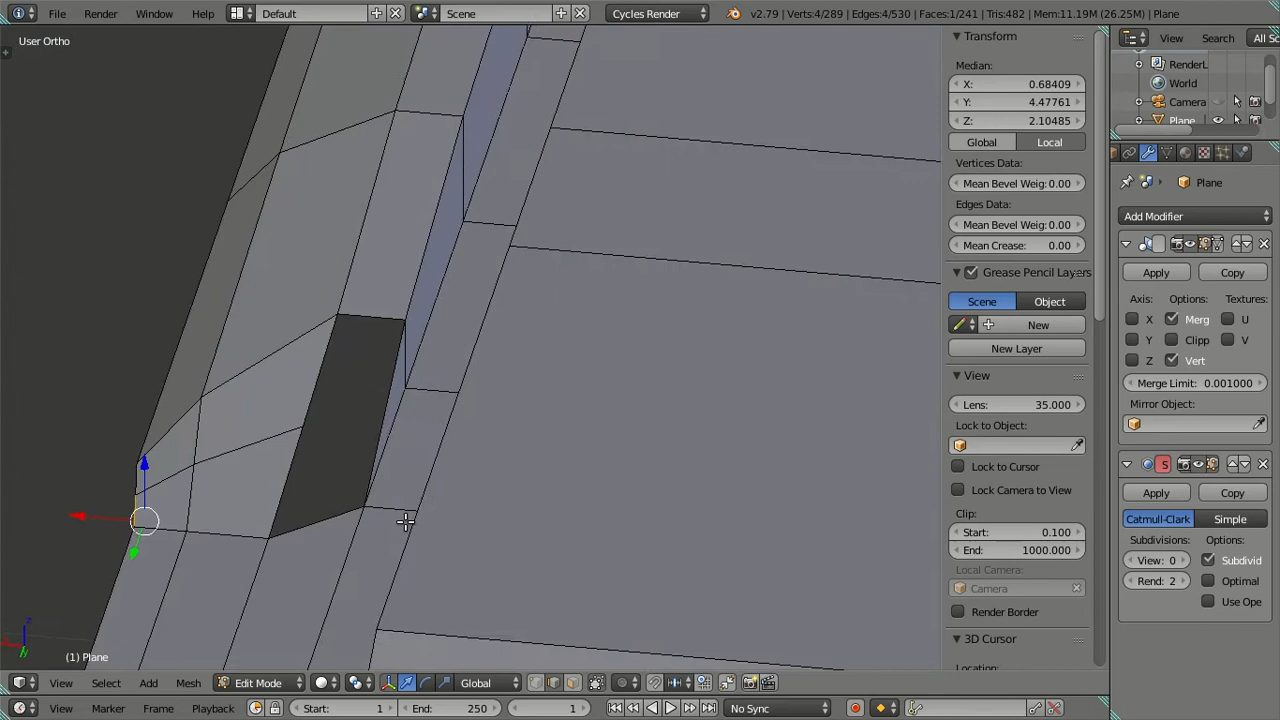 File Render Window Help Default Scene Cycles Render v2.79 | Verts:4/289 | Edges:4/530 | Faces:1/241 | Tris:482 | Mem:11.19M (26.25M) | Plane
User Ortho
(1) Plane
View Select Add Mesh Edit Mode Global
View Marker Frame Playback Start: 1 End: 250 1 No Sync
Transform
Median:
X: 0.68409
Y: 4.47761
Z: 2.10485
Global Local
Vertices Data:
Mean Bevel Weig: 0.00
Edges Data:
Mean Bevel Weig: 0.00
Mean Crease: 0.00
Grease Pencil Layers
Scene Object
New
New Layer
View
Lens: 35.000
Lock to Object:
Lock to Cursor
Lock Camera to View
Clip:
Start: 0.100
End: 1000.000
Local Camera:
Camera
Render Border
3D Cursor
View Search All Sc
RenderL
World
Camera
Plane
Plane
Add Modifier
Apply Copy
Axis: Options: Textures:
X Merg U
Y Clipp V
Z Vert
Merge Limit: 0.001000
Mirror Object:
S
Apply Copy
Catmull-Clark Simple
Subdivisions: Options:
View: 0 Subdivid
Rend: 2 Optimal
Use Ope